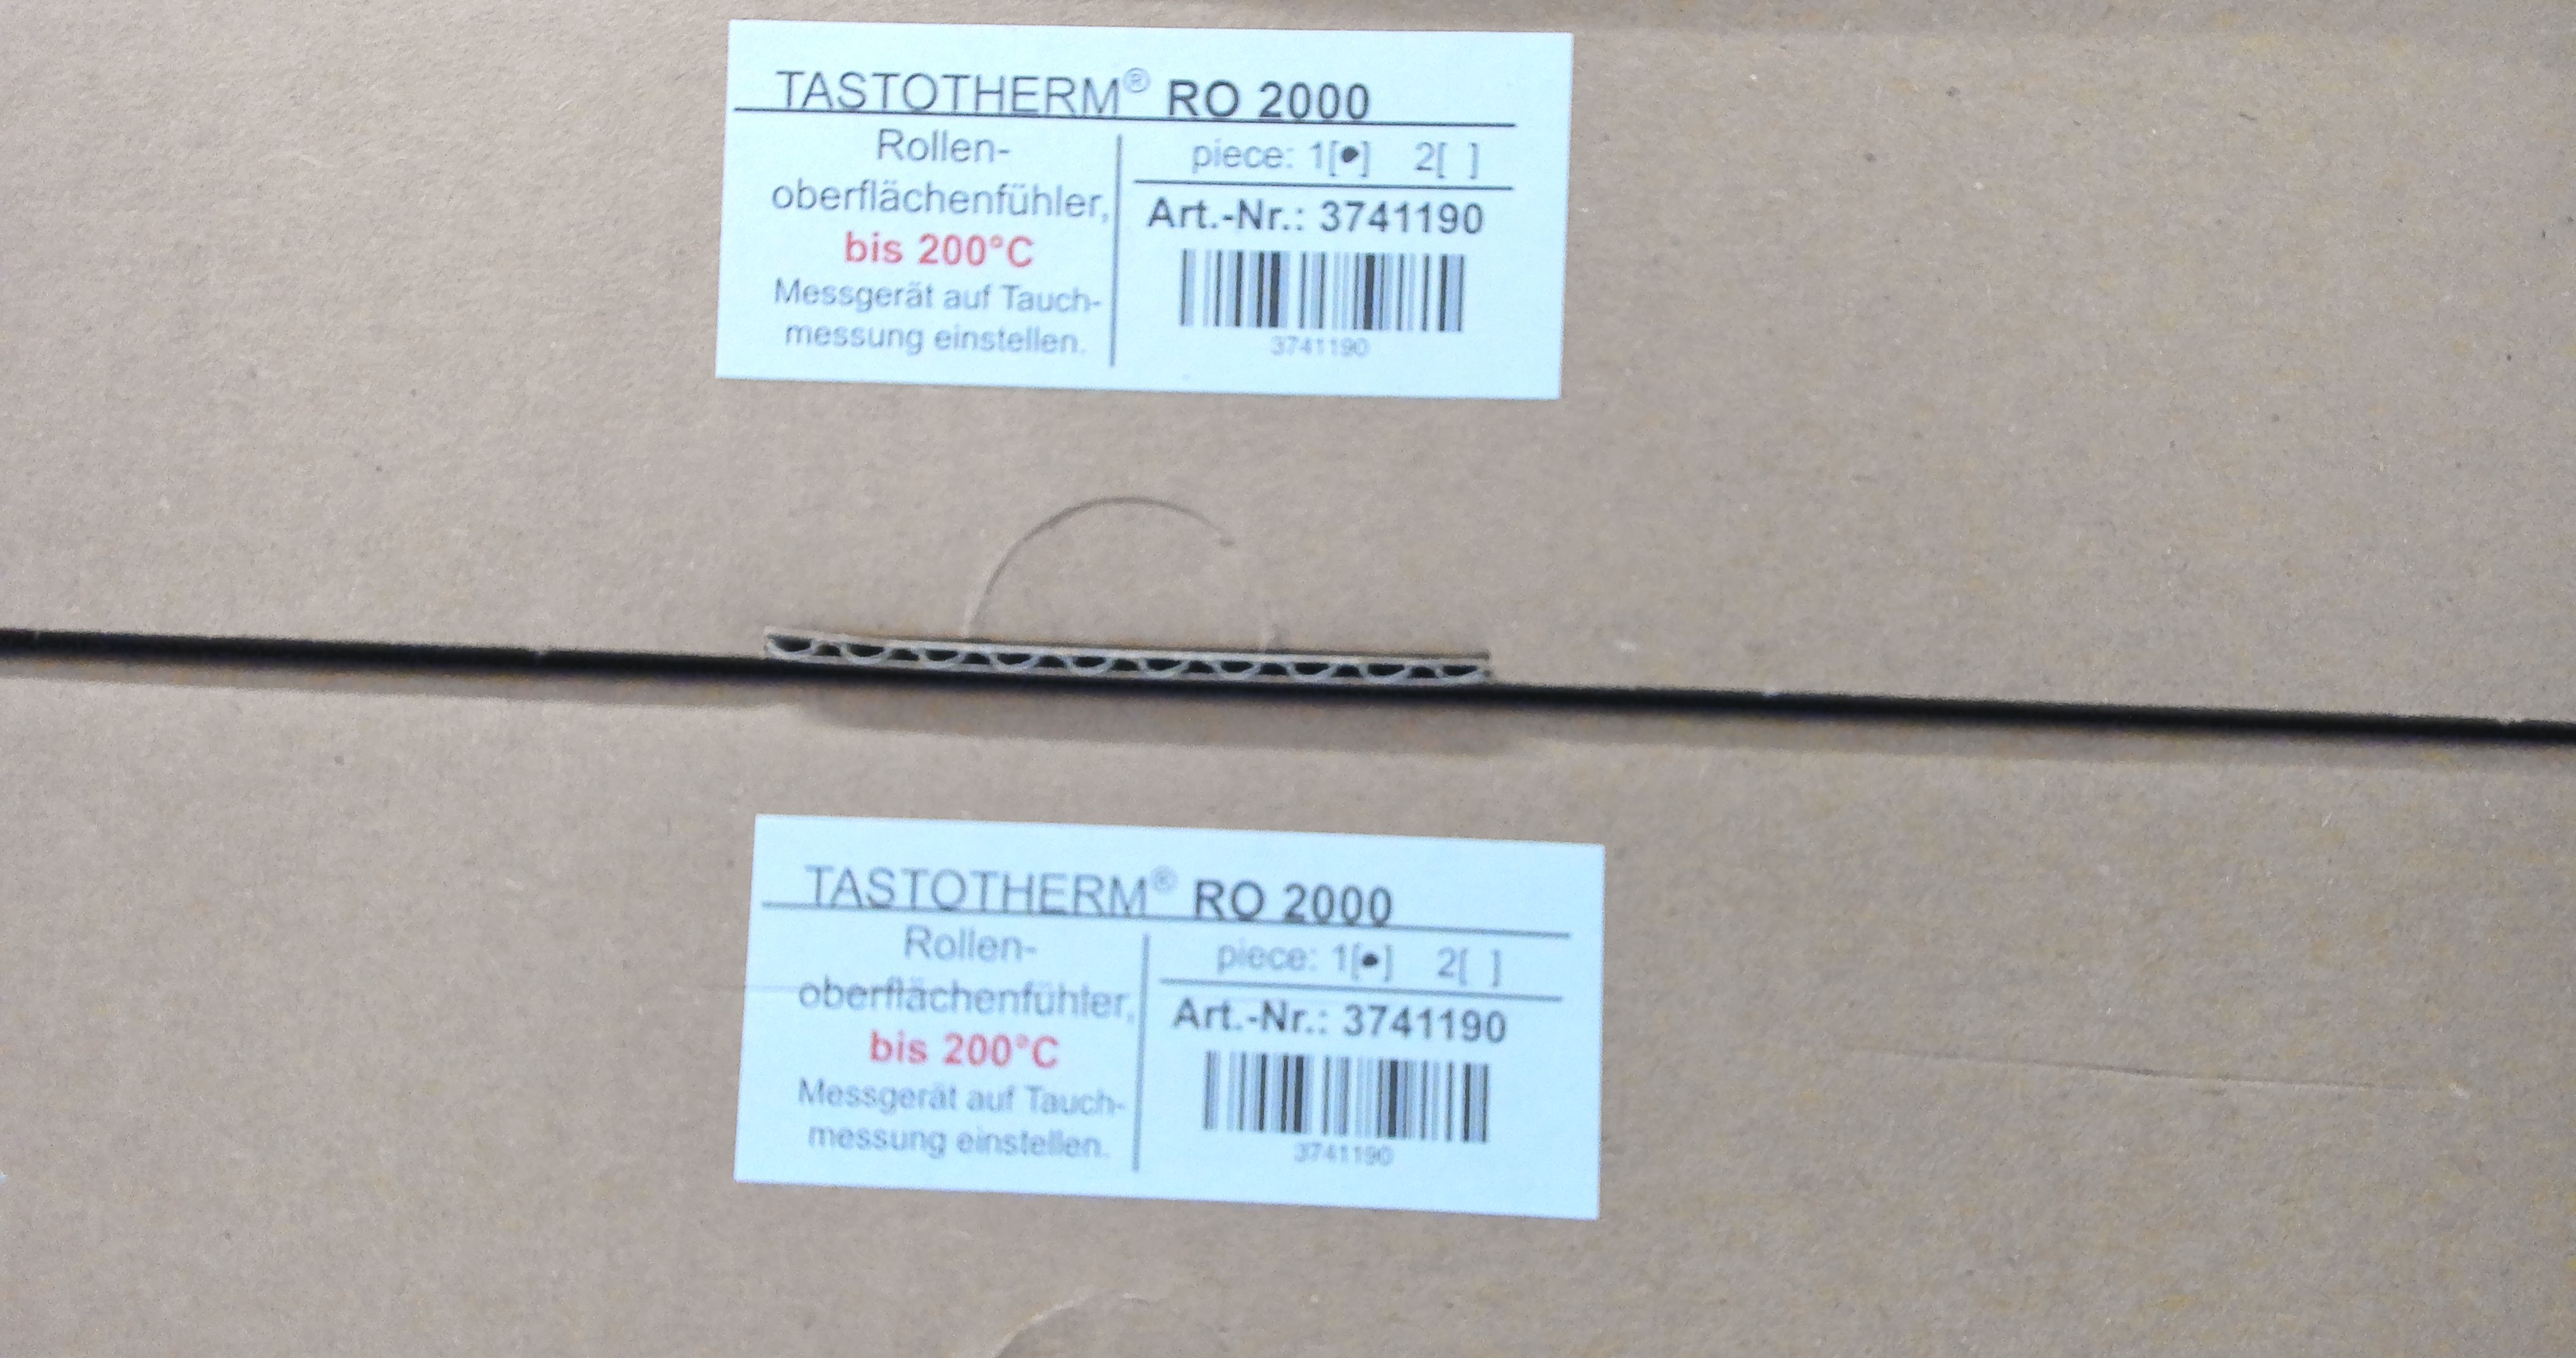 TASTOTHERM® RO 2000
Rollen-
oberflächenfühler,
bis 200°C
Messgerät auf Tauch-
messung einstellen.
piece: 1[•] 2[ ]
Art.-Nr.: 3741190
3741190
TASTOTHERM® RO 2000
Rollen-
oberflächenfühler,
bis 200°C
Messgerät auf Tauch-
messung einstellen.
piece: 1[•] 2[ ]
Art.-Nr.: 3741190
3741190